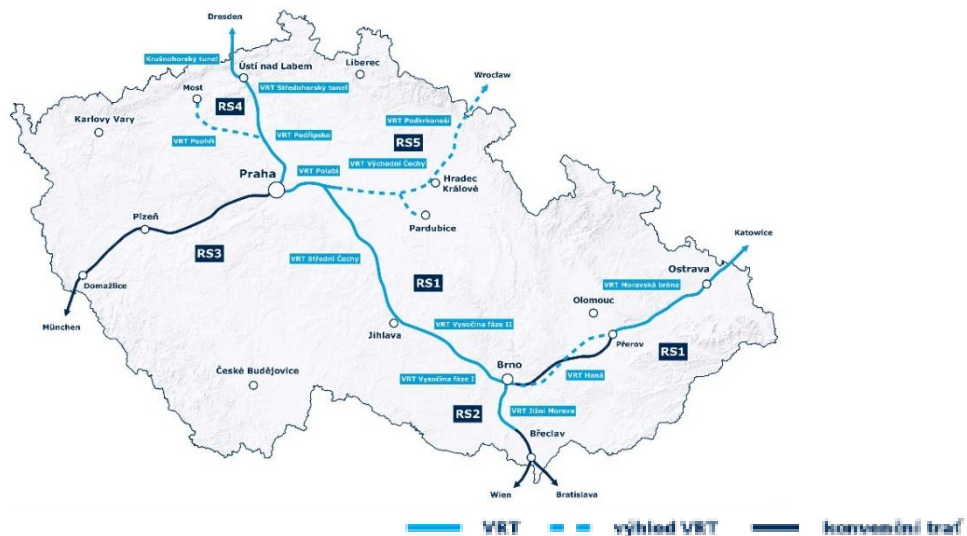 Dresden
Krušnohorský tunel
Ústí nad Labem
Liberec
Wroclaw
Most
VRT Středohorský tunel
RS4
Karlovy Vary
VRT Podkrkonoší
VRT Poohří
VRT Podřipsko
RS5
VRT Východní Čechy
VRT Polabí
Praha
Hradec
Králové
Plzeň
Pardubice
Katowice
RS3
VRT Střední Čechy
Ostrava
Domažlice
RS1
VRT Moravská brána
Olomouc
München
Jihlava
VRT Vysočina fáze II
Přerov
RS1
Brno
České Budějovice
VRT Vysočina fáze I
VRT Haná
RS2
VRT Jižní Morava
Břeclav
Wien
Bratislava
VRT
výhled VRT
konvenční trať